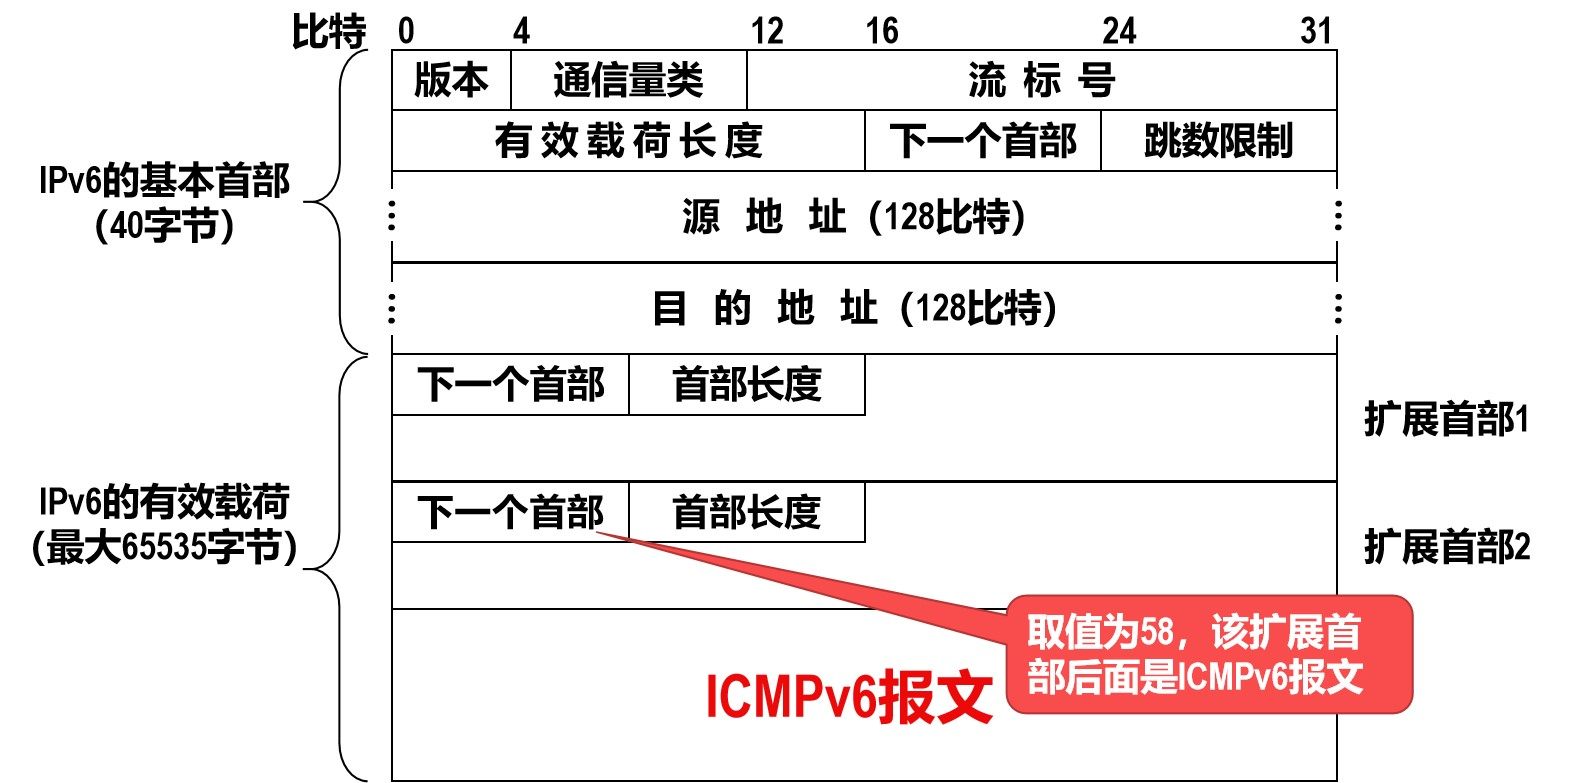 比特 0 4 12 16 24 31
版本 通信量类 流标号
有效载荷长度 下一个首部 跳数限制
IPv6的基本首部
（40字节）
源地址（128比特）
目的地址（128比特）
下一个首部 首部长度
扩展首部1
IPv6的有效载荷
（最大65535字节）
下一个首部 首部长度
扩展首部2
取值为58，该扩展首
部后面是ICMPv6报文
ICMPv6报文